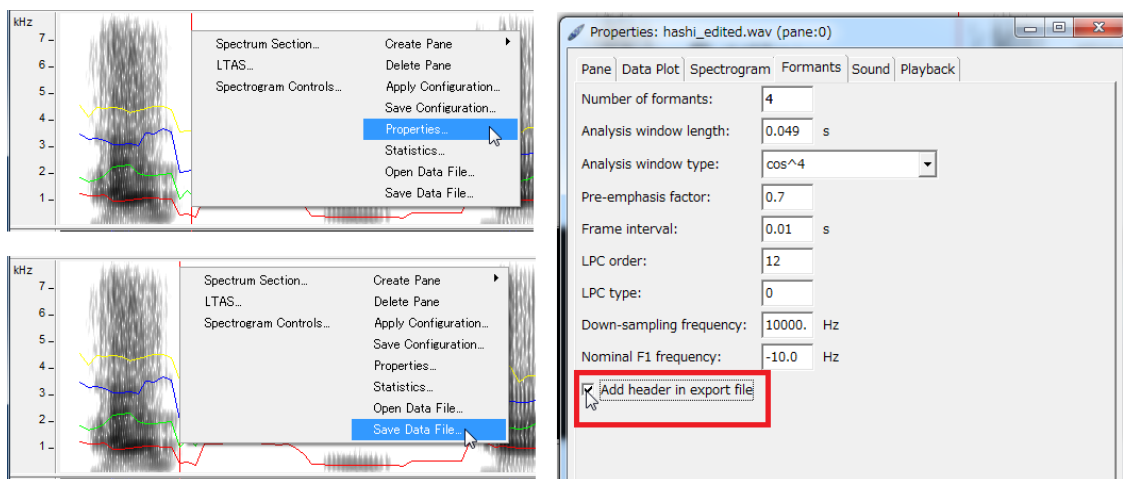 kHz
7-
6-
5-
4-
3-
2-
1-
Spectrum Section...
LTAS...
Spectrogram Controls...
Create Pane
Delete Pane
Apply Configuration...
Save Configuration...
Properties...
Statistics...
Open Data File...
Save Data File...
kHz
7-
6-
5-
4-
3-
2-
1-
Spectrum Section...
LTAS...
Spectrogram Controls...
Create Pane
Delete Pane
Apply Configuration...
Save Configuration...
Properties...
Statistics...
Open Data File...
Save Data File...
Properties: hashi_edited.wav (pane:0)
Pane Data Plot Spectrogram Formants Sound Playback
Number of formants: 4
Analysis window length: 0.049 s
Analysis window type: cos^4
Pre-emphasis factor: 0.7
Frame interval: 0.01 s
LPC order: 12
LPC type: 0
Down-sampling frequency: 10000. Hz
Nominal F1 frequency: -10.0 Hz
Add header in export file